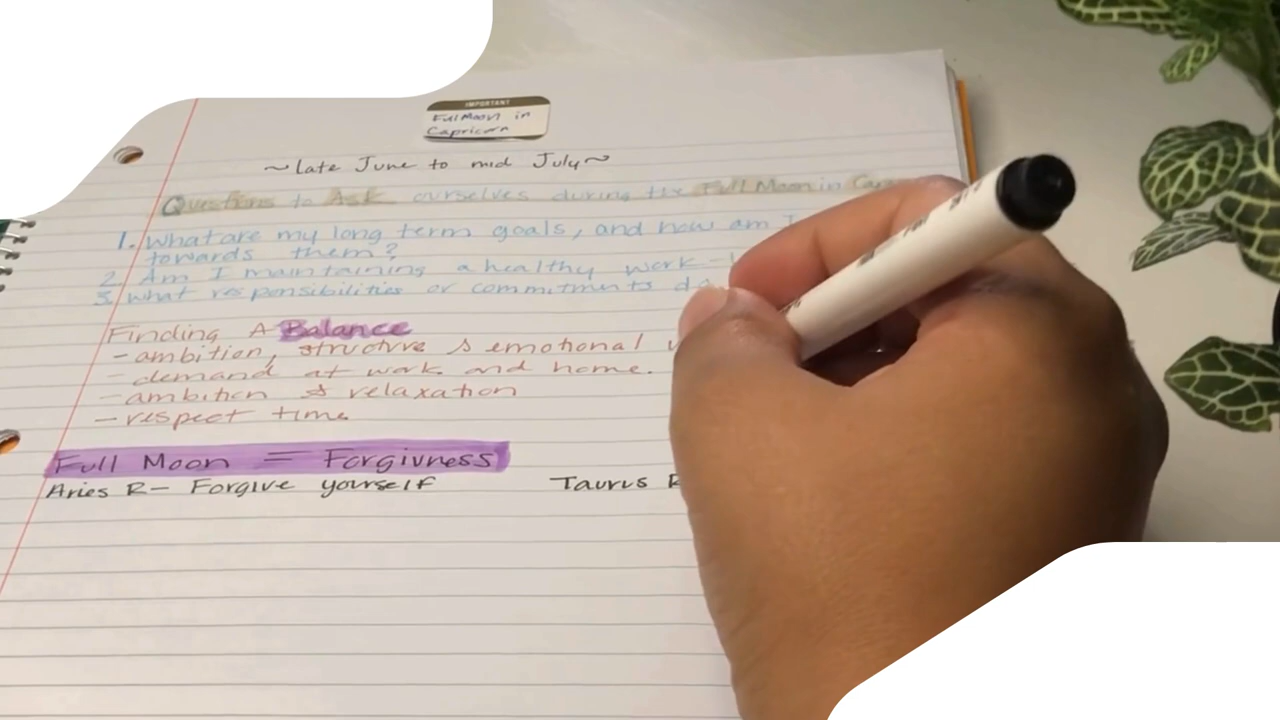 IMPORTANT
Full Moon in
Capricorn
~Late June to mid July~
Questions to Ask ourselves during the Full Moon in
1. What are my long term goals, and how am I
towards them?
2. Am I maintaining a healthy work-
3. What responsibilities or commitments do
Finding A Balance
- ambition, structure & emotional
- demand at work and home.
- ambition & relaxation
- respect time
Full Moon = Forgivness
Aries R- Forgive yourself Taurus R